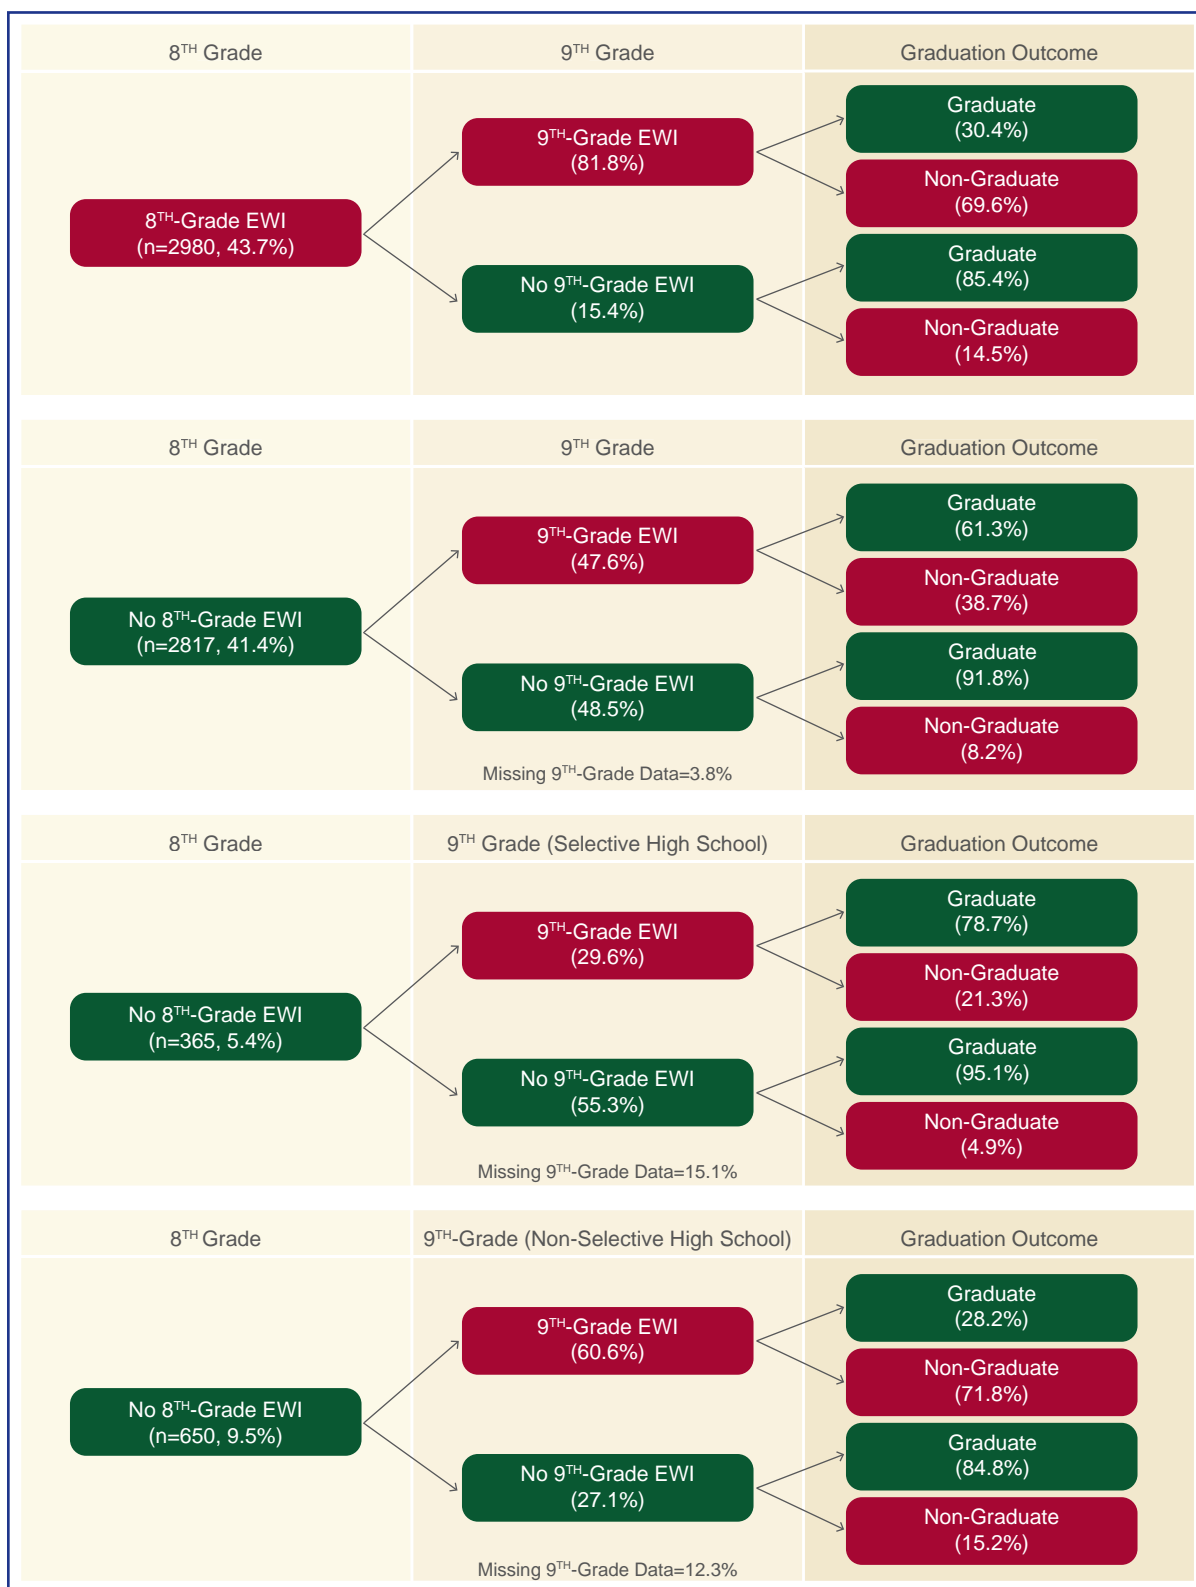 8TH Grade
9TH Grade
Graduation Outcome
8TH-Grade EWI
(n=2980, 43.7%)
9TH-Grade EWI
(81.8%)
No 9TH-Grade EWI
(15.4%)
Graduate
(30.4%)
Non-Graduate
(69.6%)
Graduate
(85.4%)
Non-Graduate
(14.5%)
8TH Grade
9TH Grade
Graduation Outcome
No 8TH-Grade EWI
(n=2817, 41.4%)
9TH-Grade EWI
(47.6%)
No 9TH-Grade EWI
(48.5%)
Missing 9TH-Grade Data=3.8%
Graduate
(61.3%)
Non-Graduate
(38.7%)
Graduate
(91.8%)
Non-Graduate
(8.2%)
8TH Grade
9TH Grade (Selective High School)
Graduation Outcome
No 8TH-Grade EWI
(n=365, 5.4%)
9TH-Grade EWI
(29.6%)
No 9TH-Grade EWI
(55.3%)
Missing 9TH-Grade Data=15.1%
Graduate
(78.7%)
Non-Graduate
(21.3%)
Graduate
(95.1%)
Non-Graduate
(4.9%)
8TH Grade
9TH-Grade (Non-Selective High School)
Graduation Outcome
No 8TH-Grade EWI
(n=650, 9.5%)
9TH-Grade EWI
(60.6%)
No 9TH-Grade EWI
(27.1%)
Missing 9TH-Grade Data=12.3%
Graduate
(28.2%)
Non-Graduate
(71.8%)
Graduate
(84.8%)
Non-Graduate
(15.2%)